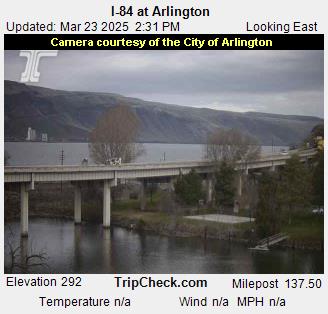 I-84 at Arlington
Updated: Mar 23 2025 2:31 PM Looking East
Camera courtesy of the City of Arlington
Elevation 292 TripCheck.com Milepost 137.50
Temperature n/a Wind n/a MPH n/a